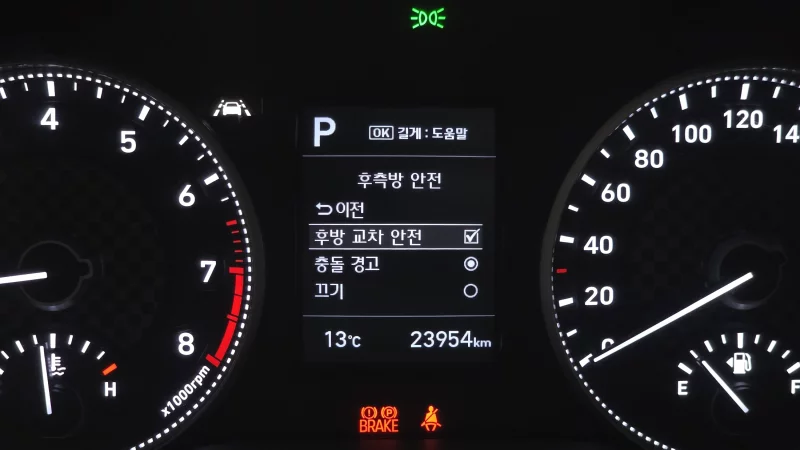 4
5
6
7
8
x1000rpm
H
P
OK 길게 : 도움말
후측방 안전
이전
후방 교차 안전
충돌 경고
끄기
13℃
23954km
(P)
BRAKE
0
20
40
60
80
100
120
14
E
F